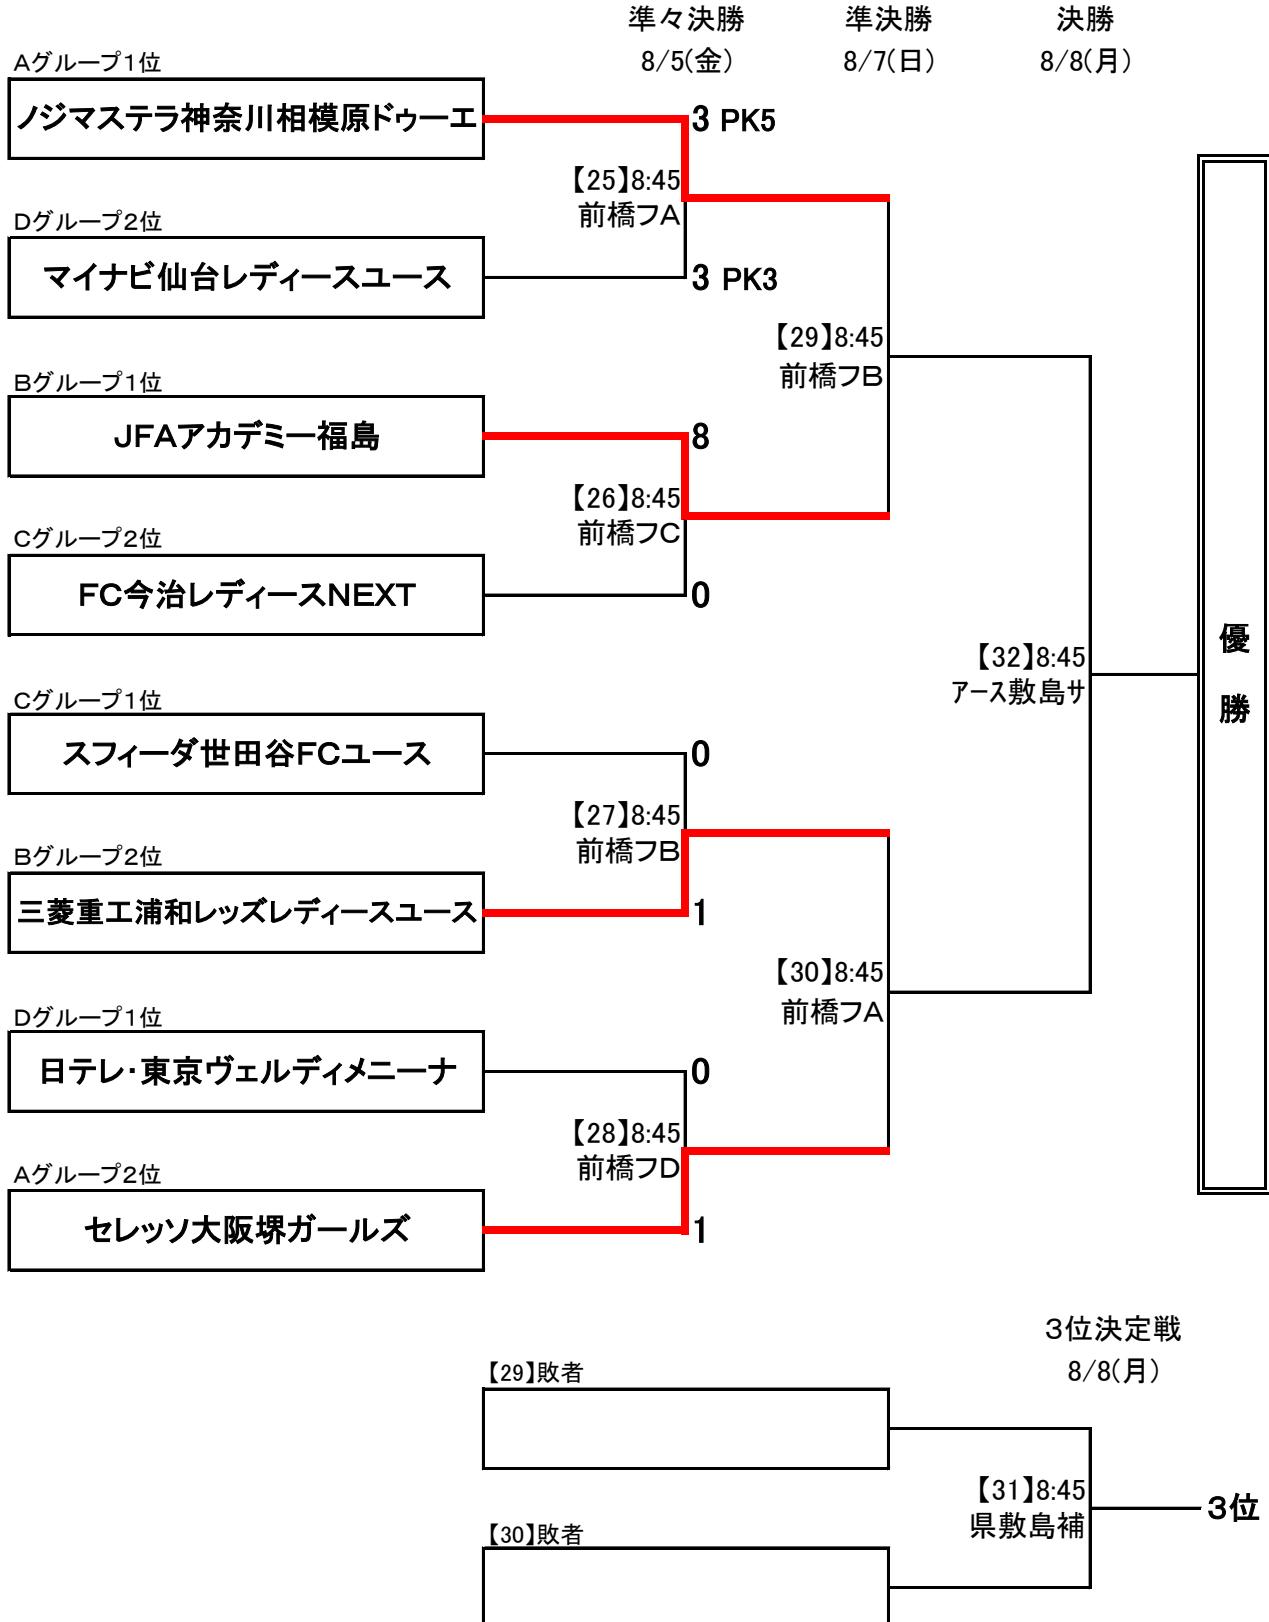 準々決勝 準決勝 決勝
8/5(金) 8/7(日) 8/8(月)
Aグループ1位
ノジマステラ神奈川相模原ドゥーエ
3 PK5
【25】8:45
前橋フA
Dグループ2位
マイナビ仙台レディースユース
3 PK3
【29】8:45
前橋フB
Bグループ1位
JFAアカデミー福島
8
【26】8:45
前橋フC
Cグループ2位
FC今治レディースNEXT
0
優勝
【32】8:45
アース敷島サ
Cグループ1位
スフィーダ世田谷FCユース
0
【27】8:45
前橋フB
Bグループ2位
三菱重工浦和レッズレディースユース
1
【30】8:45
前橋フA
Dグループ1位
日テレ・東京ヴェルディメニーナ
0
【28】8:45
前橋フD
Aグループ2位
セレッソ大阪堺ガールズ
1
3位決定戦
8/8(月)
【29】敗者
【31】8:45
県敷島補
3位
【30】敗者